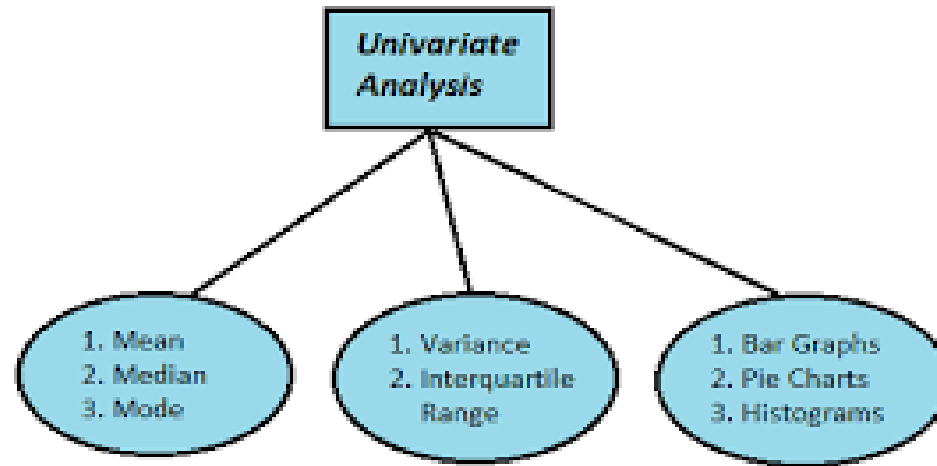 Univariate
Analysis
1. Mean
2. Median
3. Mode
1. Variance
2. Interquartile
Range
1. Bar Graphs
2. Pie Charts
3. Histograms